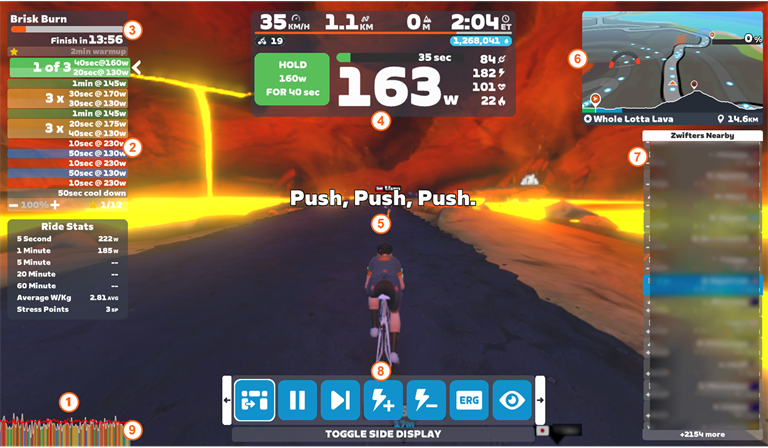 Brisk Burn
Finish in 13:56
3
2min warmup
1 of 3
40sec@160w
20sec@ 130w
1min @ 145w
3 x
30sec @ 170w
30sec @ 130w
1min @ 145w
3 x
20sec @ 175w
40sec @ 130w
10sec @ 230w
2
50sec @ 130w
10sec @ 230w
50sec @ 130w
10sec @ 230w
50sec cool down
— 100% +
1/12
Ride Stats
5 Second 222w
1 Minute 185w
5 Minute --
20 Minute --
60 Minute --
Average W/Kg 2.81 AVG
Stress Points 3 SP
35 KM/H 1.1 KM 0 M 2:04 ET
19
1,268,041
HOLD
160w
FOR 40 sec
35 sec
163w
84
182
101
22
4
Push, Push, Push.
5
0%
6
Whole Lotta Lava 14.6KM
Zwifters Nearby
7
+2154 more
8
ERG
TOGGLE SIDE DISPLAY
1
9